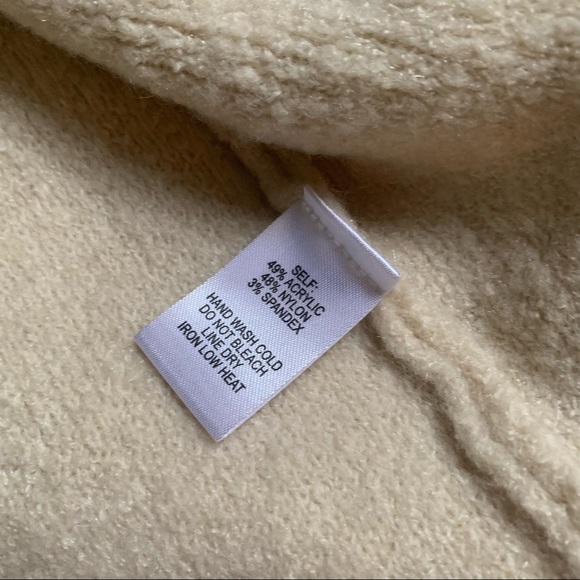 SELF:
49% ACRYLIC
48% NYLON
3% SPANDEX
HAND WASH COLD
DO NOT BLEACH
LINE DRY
IRON LOW HEAT